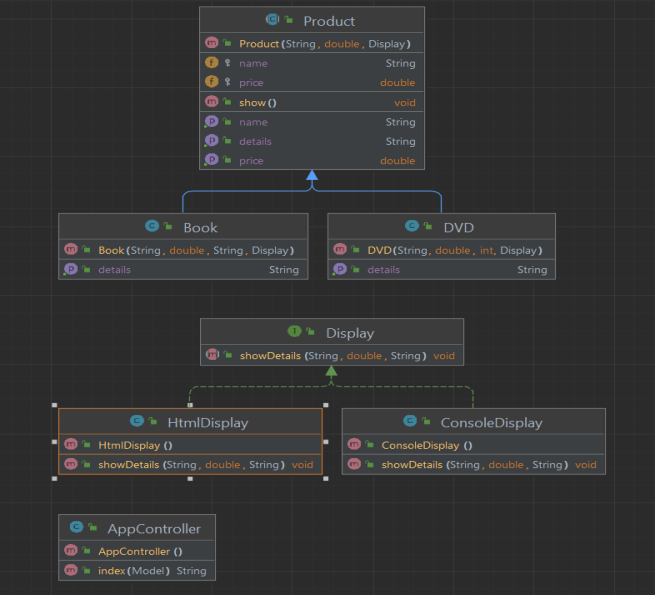 Product
Product(String, double, Display)
name String
price double
show() void
name String
details String
price double
Book
Book(String, double, String, Display)
details String
DVD
DVD(String, double, int, Display)
details String
Display
showDetails (String, double, String) void
HtmlDisplay
HtmlDisplay ()
showDetails (String, double, String) void
ConsoleDisplay
ConsoleDisplay ()
showDetails (String, double, String) void
AppController
AppController ()
index(Model) String